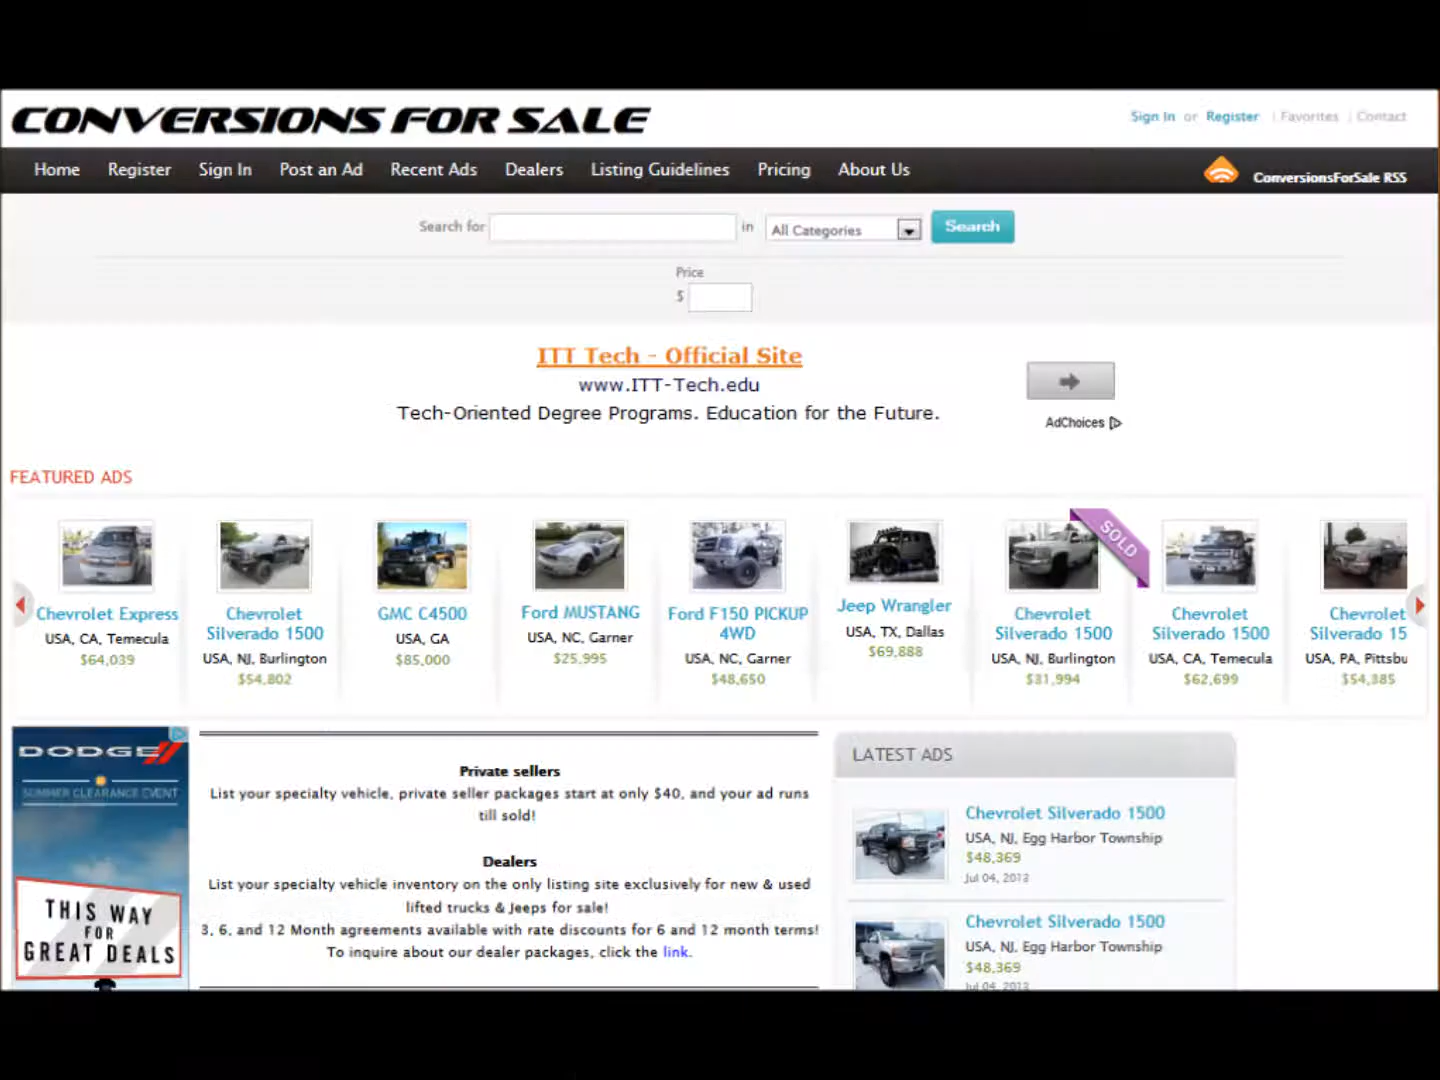 CONVERSIONS FOR SALE
Sign In or Register | Favorites | Contact
Home Register Sign In Post an Ad Recent Ads Dealers Listing Guidelines Pricing About Us
ConversionsForSale RSS
Search for in All Categories Search
Price
$
ITT Tech - Official Site
www.ITT-Tech.edu
Tech-Oriented Degree Programs. Education for the Future.
AdChoices
FEATURED ADS
Chevrolet Express
USA, CA, Temecula
$64,039
Chevrolet
Silverado 1500
USA, NJ, Burlington
$54,802
GMC C4500
USA, GA
$85,000
Ford MUSTANG
USA, NC, Garner
$25,995
Ford F150 PICKUP
4WD
USA, NC, Garner
$48,650
Jeep Wrangler
USA, TX, Dallas
$69,888
SOLD
Chevrolet
Silverado 1500
USA, NJ, Burlington
$31,994
Chevrolet
Silverado 1500
USA, CA, Temecula
$62,699
Chevrolet
Silverado 15
USA, PA, Pittsbu
$54,385
DODGE
SUMMER CLEARANCE EVENT
THIS WAY
FOR
GREAT DEALS
Private sellers
List your specialty vehicle, private seller packages start at only $40, and your ad runs
till sold!
Dealers
List your specialty vehicle inventory on the only listing site exclusively for new & used
lifted trucks & Jeeps for sale!
3, 6, and 12 Month agreements available with rate discounts for 6 and 12 month terms!
To inquire about our dealer packages, click the link.
LATEST ADS
Chevrolet Silverado 1500
USA, NJ, Egg Harbor Township
$48,369
Jul 04, 2013
Chevrolet Silverado 1500
USA, NJ, Egg Harbor Township
$48,369
Jul 04, 2013